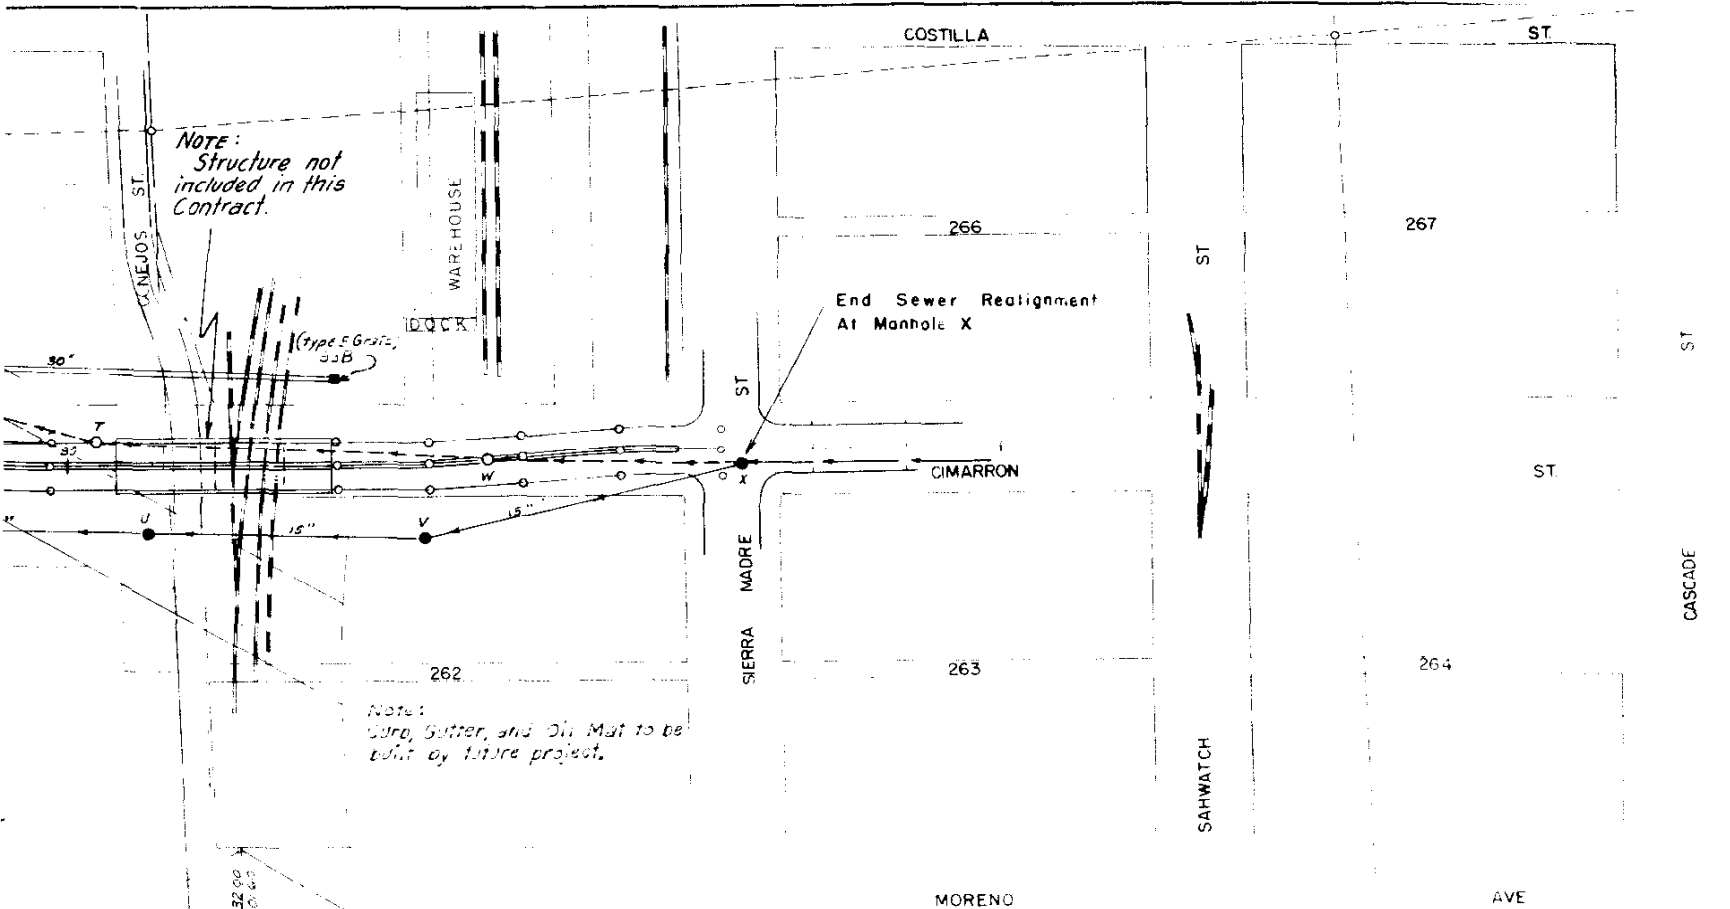 COSTILLA ST.
NOTE:
Structure not
included in this
Contract.
ST.
WAREHOUSE
DOCK
266
267
ST
End Sewer Realignment
At Manhole X
(Type 5 Grate)
30"
ST
ST
T
W
X
CIMARRON ST.
U
15"
V
15"
SIERRA MADRE
CASCADE
262
263
264
Note:
Curb, Gutter, and Oil Mat to be
built by future project.
SAHWATCH
MORENO AVE